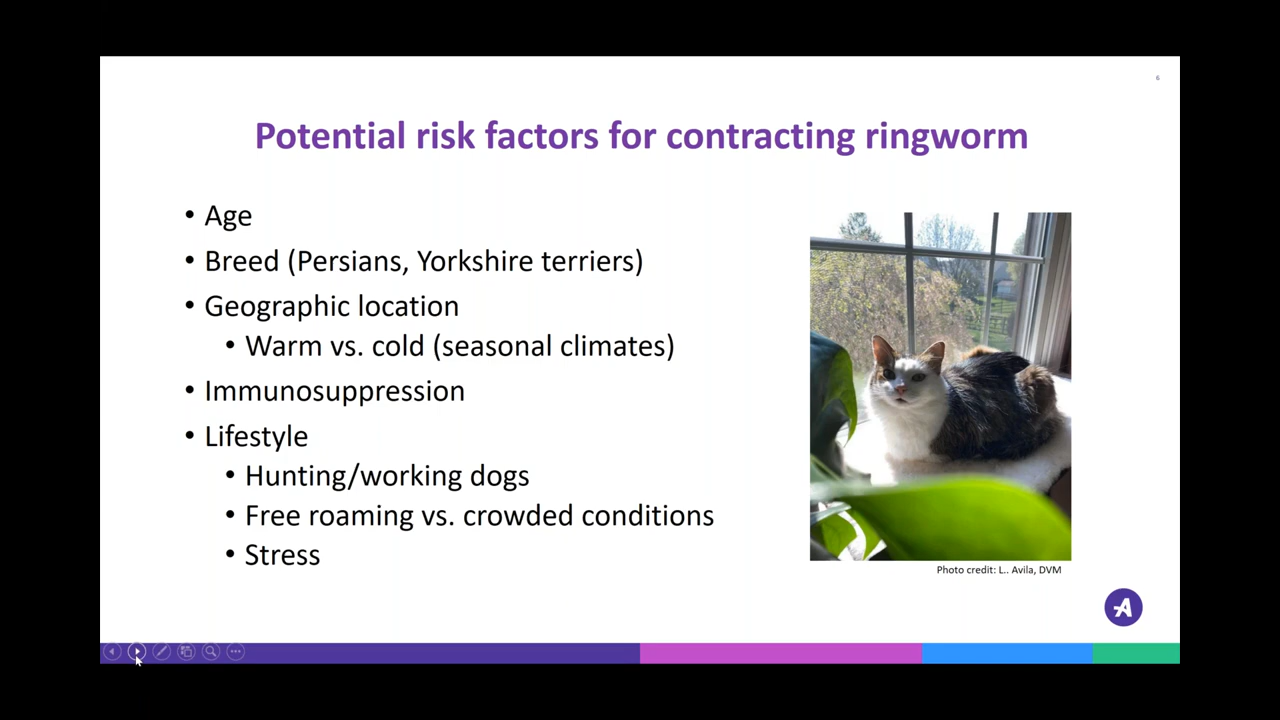 6
Potential risk factors for contracting ringworm
• Age
• Breed (Persians, Yorkshire terriers)
• Geographic location
• Warm vs. cold (seasonal climates)
• Immunosuppression
• Lifestyle
• Hunting/working dogs
• Free roaming vs. crowded conditions
• Stress
Photo credit: L.. Avila, DVM
A